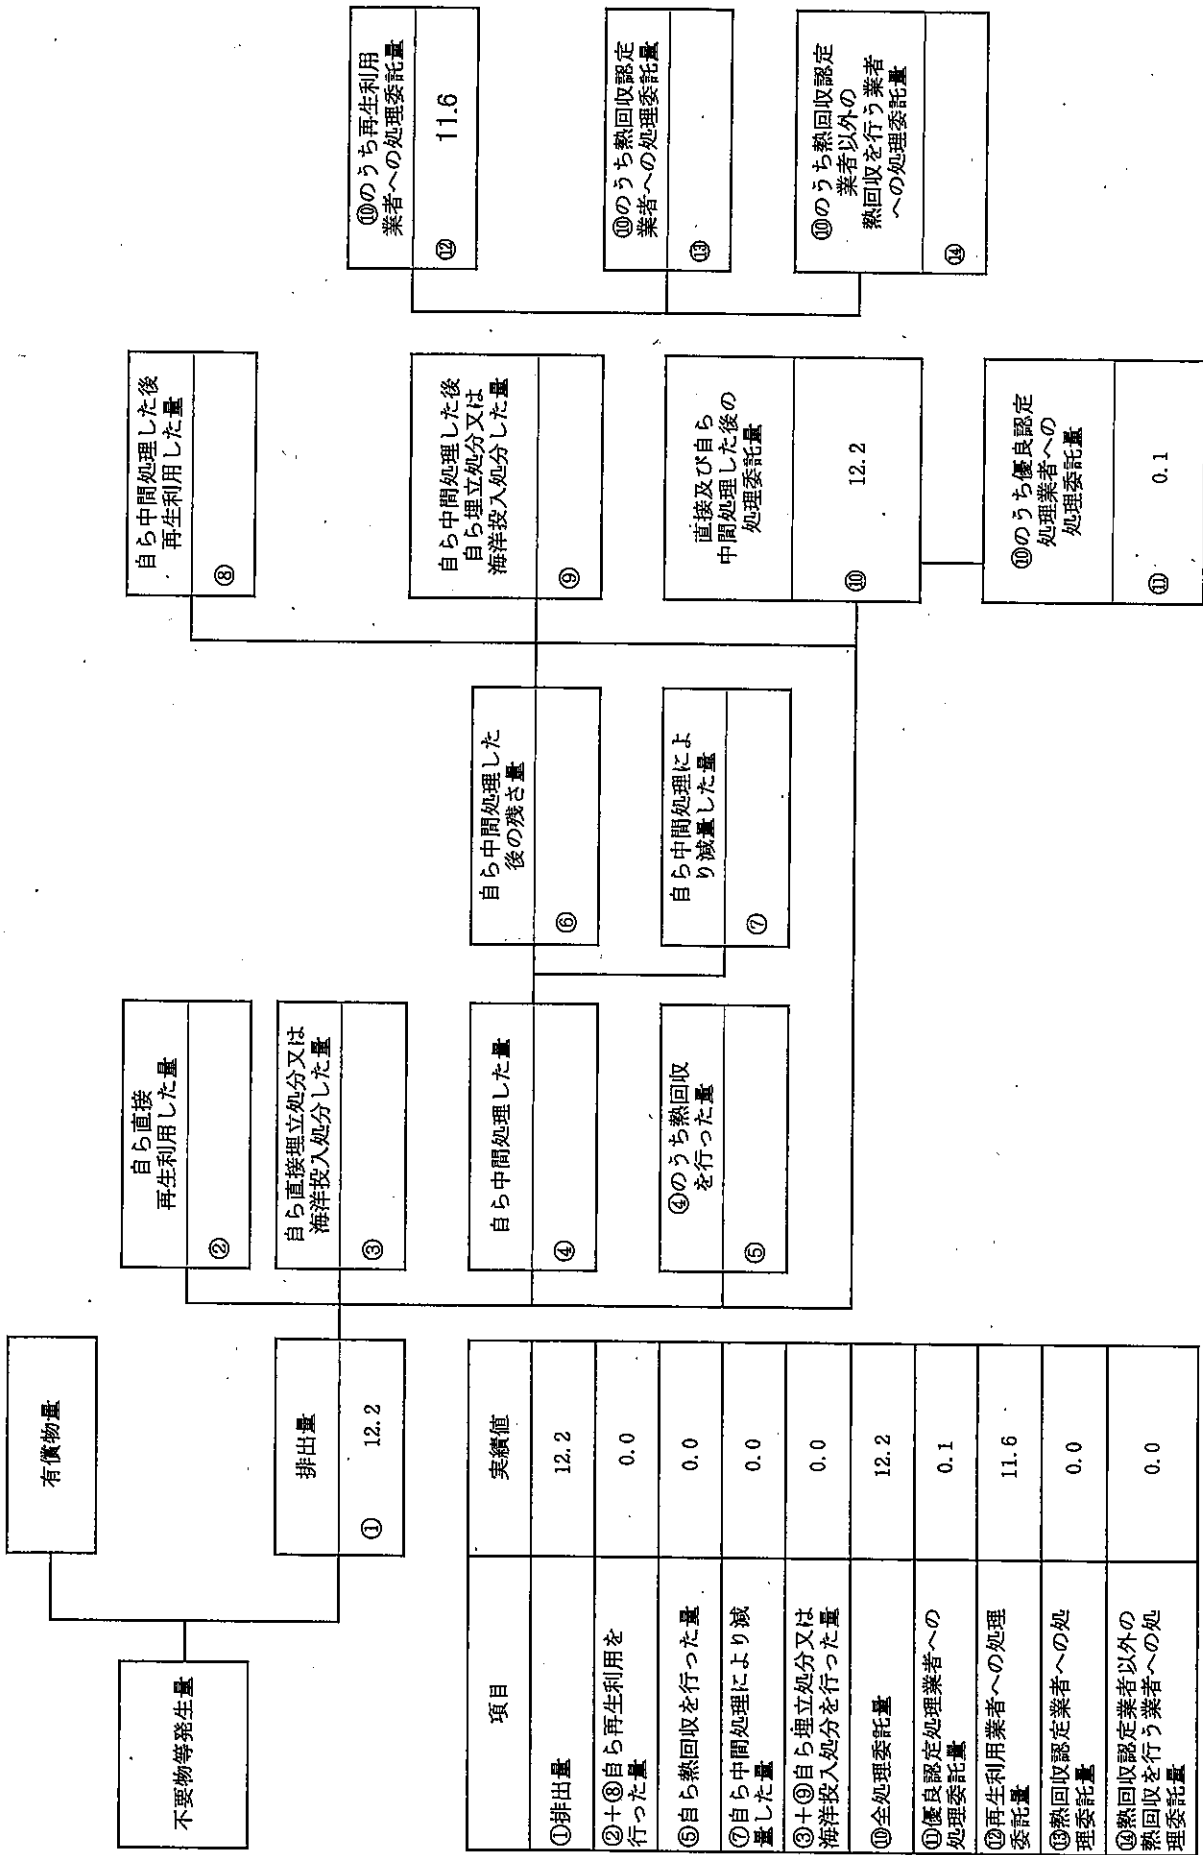 不要物等発生量
有償物量
排出量
① 12.2
自ら直接
再生利用した量
②
自ら直接埋立処分又は
海洋投入処分した量
③
自ら中間処理した量
④
④のうち熱回収
を行った量
⑤
自ら中間処理した
後の残さ量
⑥
自ら中間処理によ
り減量した量
⑦
自ら中間処理した後
再生利用した量
⑧
自ら中間処理した後
自ら埋立処分又は
海洋投入処分した量
⑨
直接及び自ら
中間処理した後の
処理委託量
⑩ 12.2
⑩のうち優良認定
処理業者への
処理委託量
⑪ 0.1
⑩のうち再生利用
業者への処理委託量
⑫ 11.6
⑩のうち熱回収認定
業者への処理委託量
⑬
⑩のうち熱回収認定
業者以外の
熱回収を行う業者
への処理委託量
⑭
項目 実績値
①排出量 12.2
②+⑧自ら再生利用を
行った量 0.0
⑤自ら熱回収を行った量 0.0
⑦自ら中間処理により減
量した量 0.0
③+⑨自ら埋立処分又は
海洋投入処分を行った量 0.0
⑩全処理委託量 12.2
⑪優良認定処理業者への
処理委託量 0.1
⑫再生利用業者への処理
委託量 11.6
⑬熱回収認定業者への処
理委託量 0.0
⑭熱回収認定業者以外の
熱回収を行う業者への処
理委託量 0.0